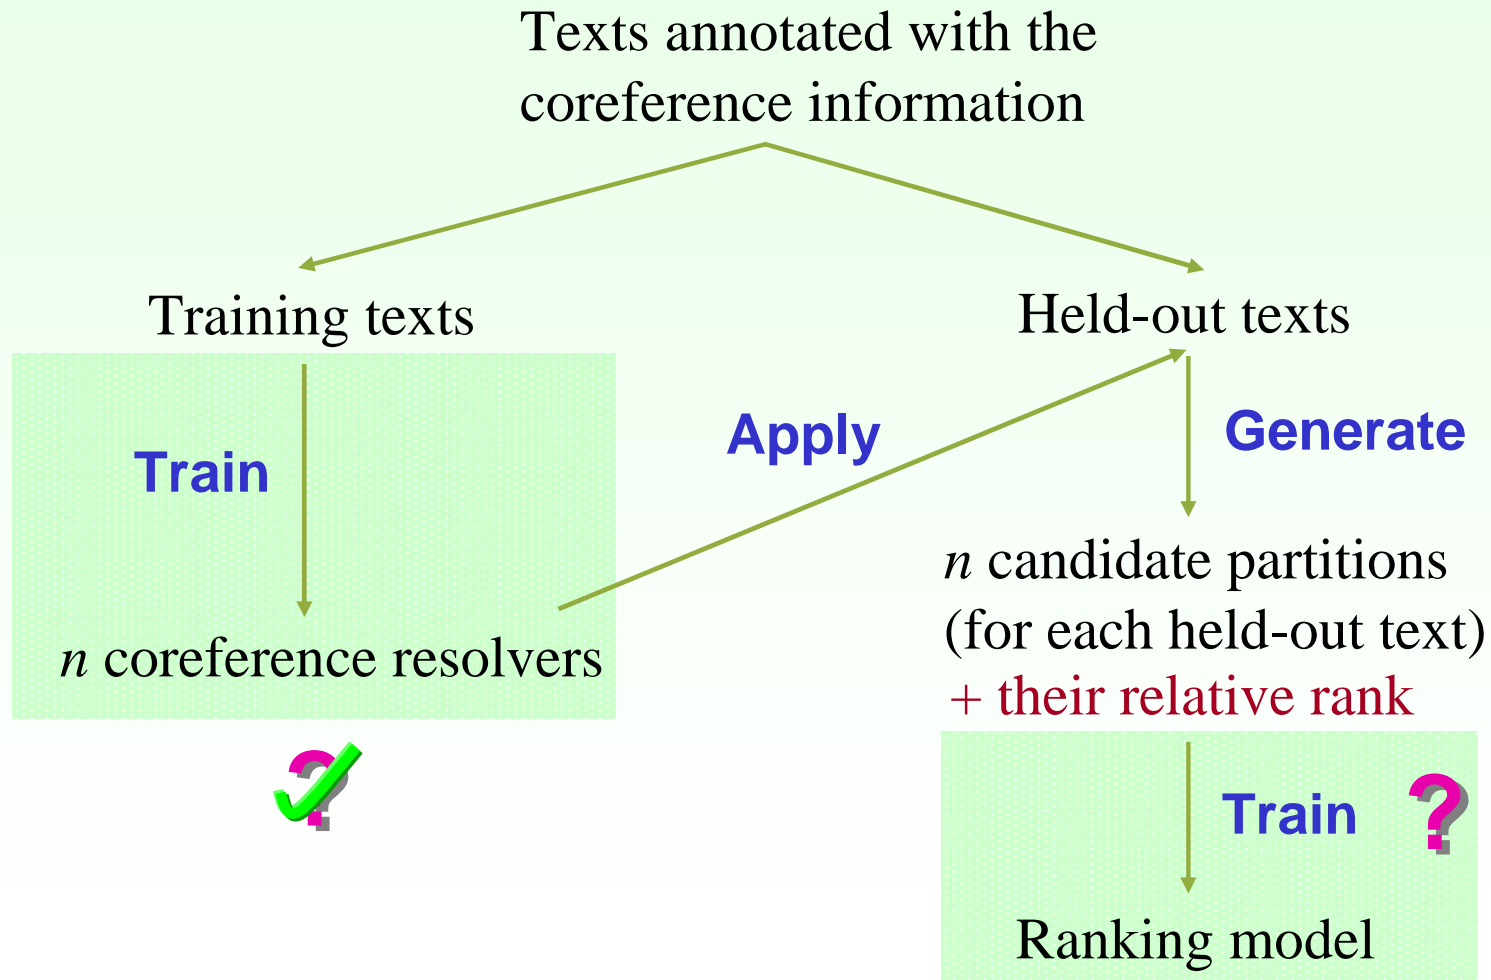 Texts annotated with the
coreference information
Training texts
Held-out texts
Train
Apply
Generate
n coreference resolvers
n candidate partitions
(for each held-out text)
+ their relative rank
?
Train ?
Ranking model